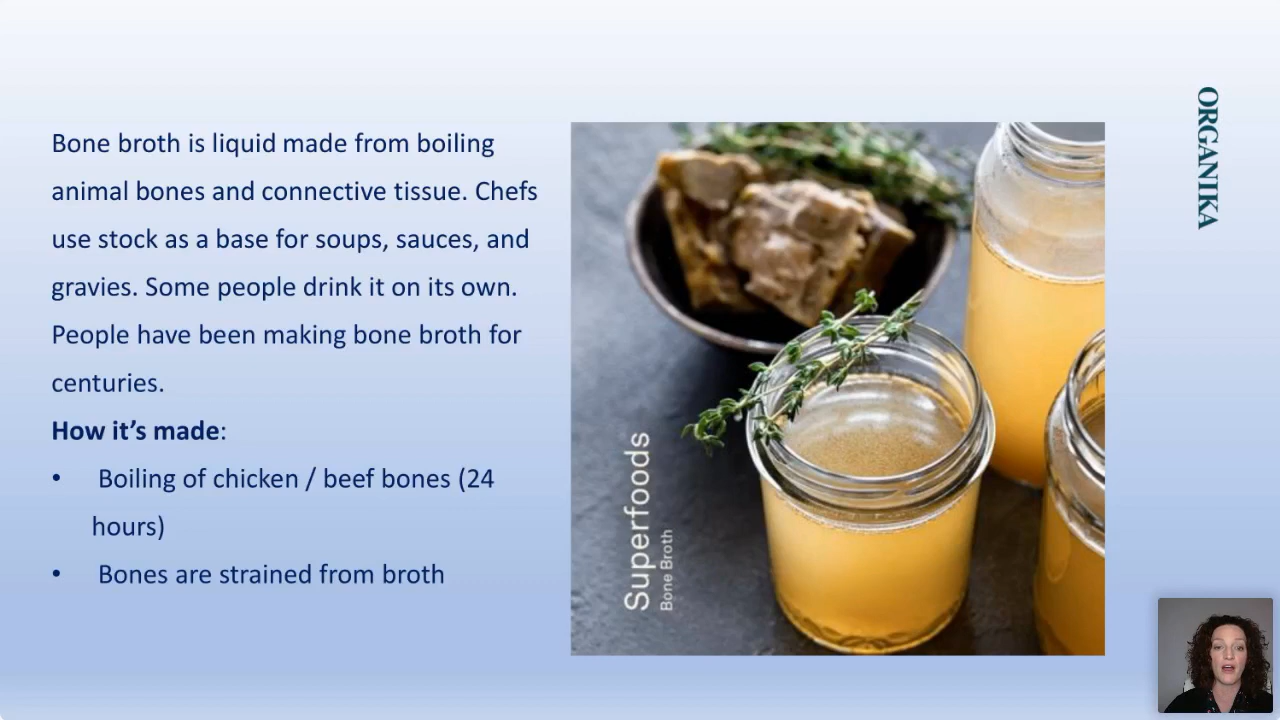 Bone broth is liquid made from boiling
animal bones and connective tissue. Chefs
use stock as a base for soups, sauces, and
gravies. Some people drink it on its own.
People have been making bone broth for
centuries.
How it’s made:
• Boiling of chicken / beef bones (24
hours)
• Bones are strained from broth
Superfoods
Bone Broth
ORGANIKA